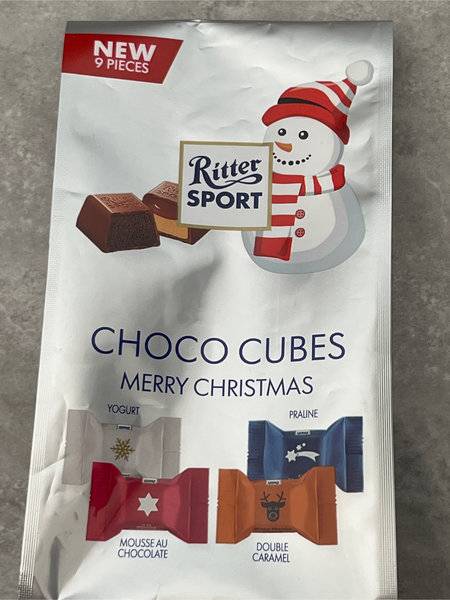 NEW
9 PIECES
Ritter
SPORT
CHOCO CUBES
MERRY CHRISTMAS
YOGURT
PRALINE
MOUSSE AU
CHOCOLATE
DOUBLE
CARAMEL